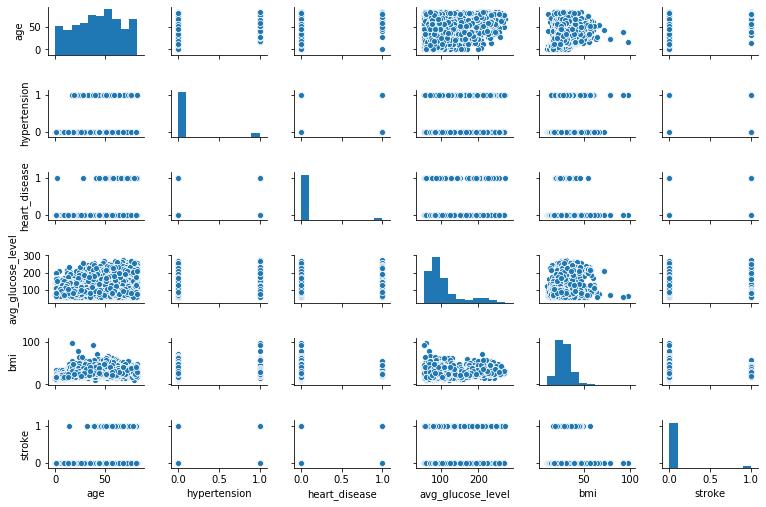 age
50
0
hypertension
1
0
heart_disease
1
0
avg_glucose_level
300
200
100
bmi
100
50
0
stroke
1
0
0 50
0.0 0.5 1.0
0.0 0.5 1.0
100 200
50 100
0.0 0.5 1.0
age hypertension heart_disease avg_glucose_level bmi stroke